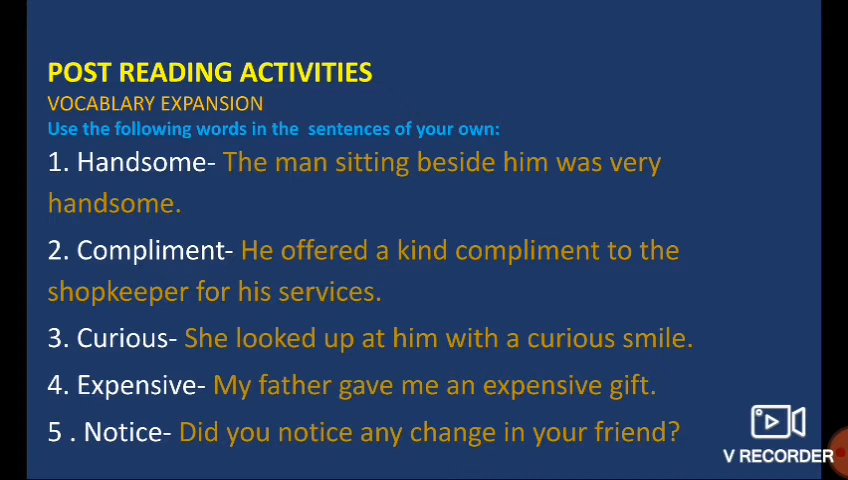 POST READING ACTIVITIES
VOCABLARY EXPANSION
Use the following words in the sentences of your own:
1. Handsome- The man sitting beside him was very
handsome.
2. Compliment- He offered a kind compliment to the
shopkeeper for his services.
3. Curious- She looked up at him with a curious smile.
4. Expensive- My father gave me an expensive gift.
5 . Notice- Did you notice any change in your friend?
V RECORDER